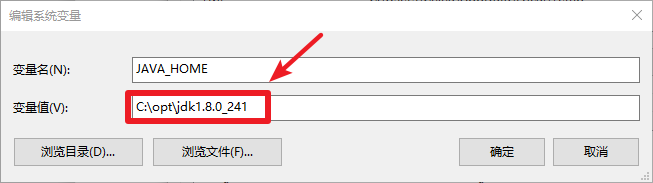 编辑系统变量
变量名(N):
JAVA_HOME
变量值(V):
C:\opt\jdk1.8.0_241
浏览目录(D)...
浏览文件(F)...
确定
取消